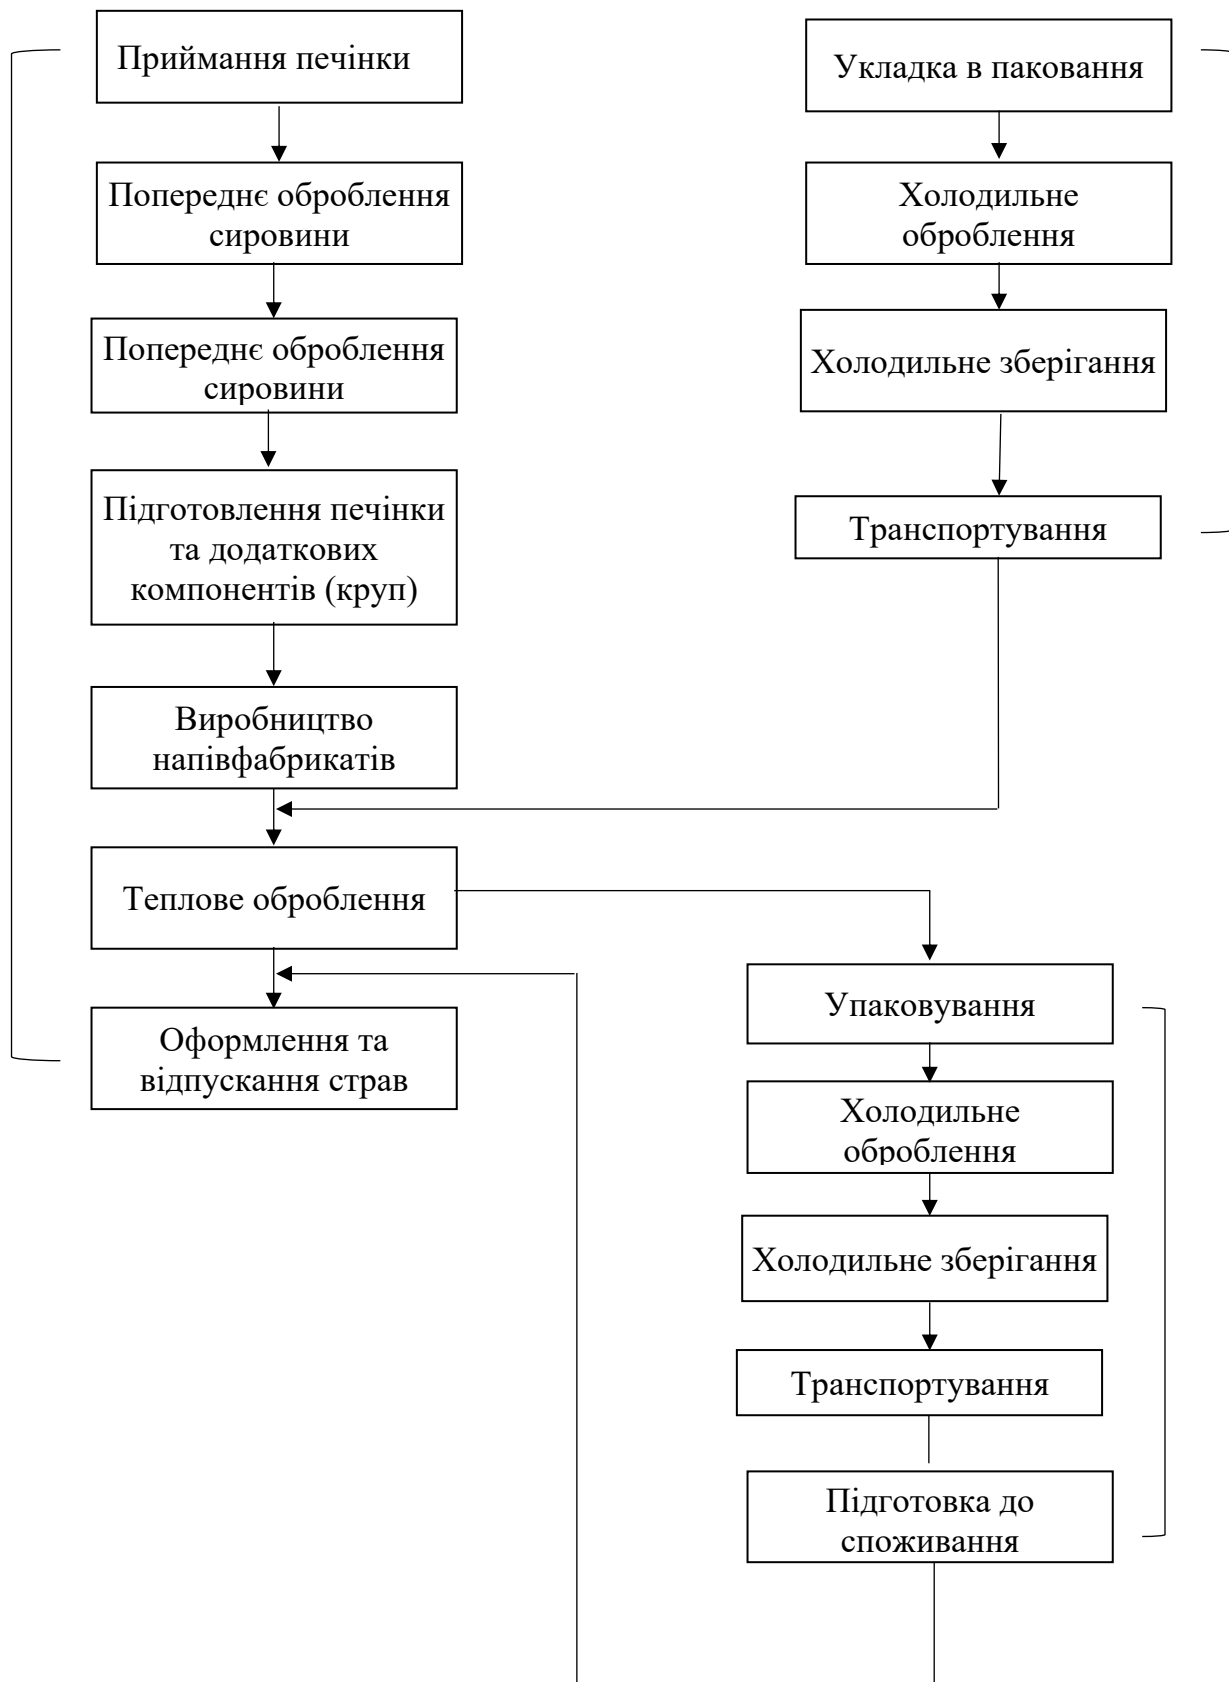 Приймання печінки
Попереднє оброблення
сировини
Попереднє оброблення
сировини
Підготовлення печінки
та додаткових
компонентів (круп)
Виробництво
напівфабрикатів
Теплове оброблення
Оформлення та
відпускання страв
Укладка в паковання
Холодильне
оброблення
Холодильне зберігання
Транспортування
Упаковування
Холодильне
оброблення
Холодильне зберігання
Транспортування
Підготовка до
споживання